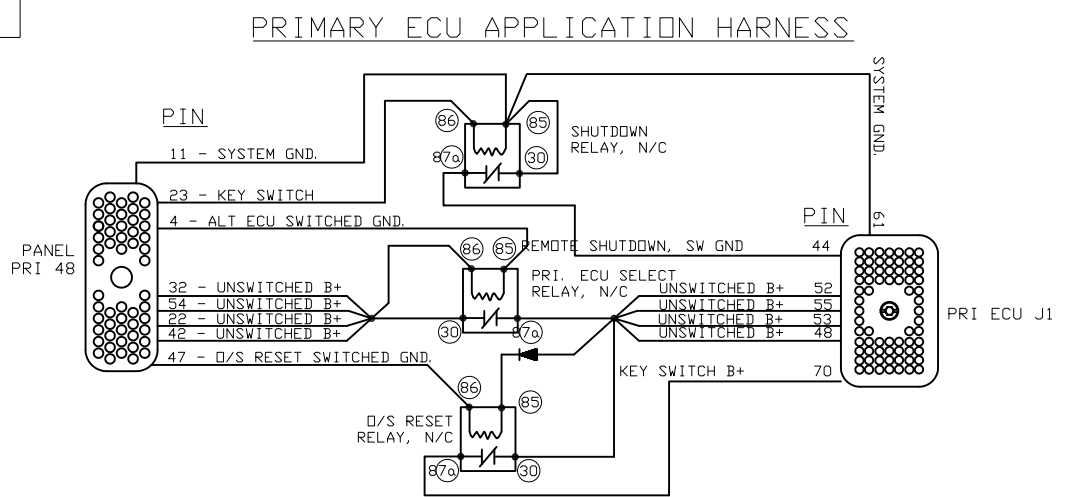 PRIMARY ECU APPLICATION HARNESS
SYSTEM GND.
PIN
86
85
SHUTDOWN
RELAY, N/C
87a
30
11 - SYSTEM GND.
23 - KEY SWITCH
4 - ALT ECU SWITCHED GND.
PIN
61
PANEL
PRI 48
86
85
REMOTE SHUTDOWN, SW GND
44
PRI. ECU SELECT
RELAY, N/C
32 - UNSWITCHED B+
54 - UNSWITCHED B+
22 - UNSWITCHED B+
42 - UNSWITCHED B+
30
87a
UNSWITCHED B+ 52
UNSWITCHED B+ 55
UNSWITCHED B+ 53
UNSWITCHED B+ 48
PRI ECU J1
47 - O/S RESET SWITCHED GND.
KEY SWITCH B+ 70
86
85
O/S RESET
RELAY, N/C
87a
30